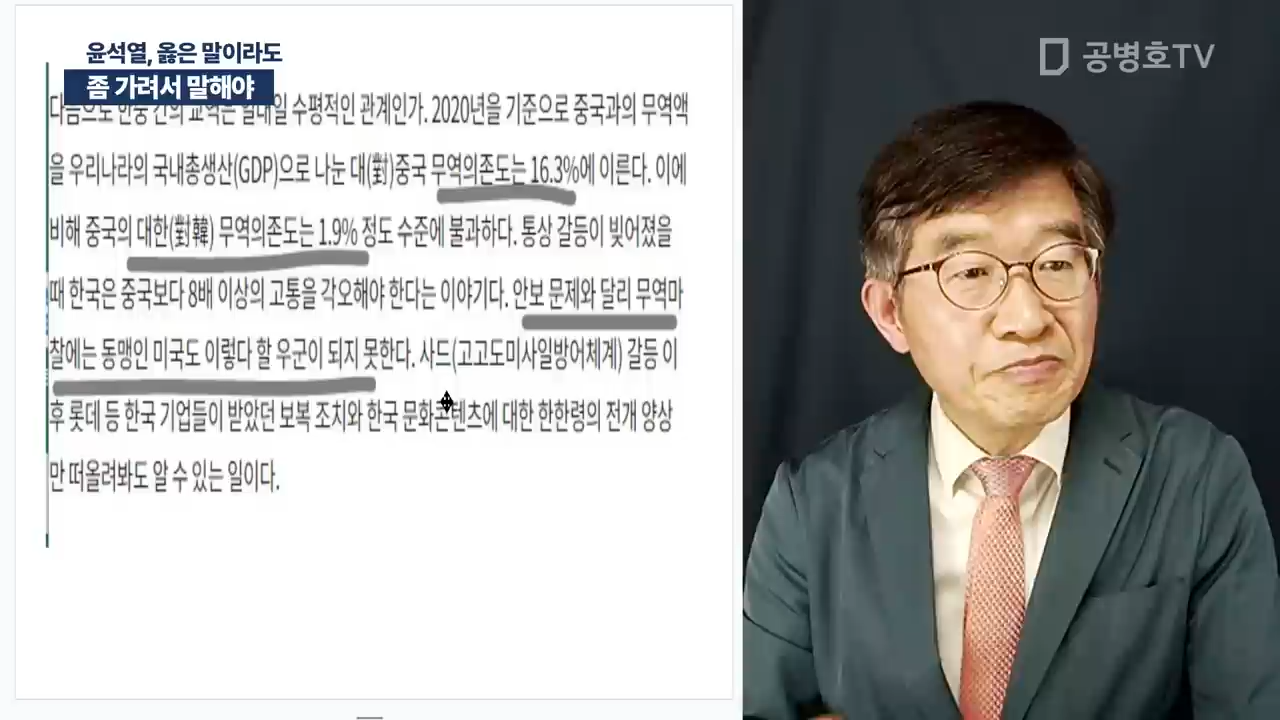 윤석열, 옳은 말이라도
좀 가려서 말해야
공병호TV
다음으로 한중 간의 교역은 일대일 수평적인 관계인가. 2020년을 기준으로 중국과의 무역액
을 우리나라의 국내총생산(GDP)으로 나눈 대(對)중국 무역의존도는 16.3%에 이른다. 이에
비해 중국의 대한(對韓) 무역의존도는 1.9% 정도 수준에 불과하다. 통상 갈등이 빚어졌을
때 한국은 중국보다 8배 이상의 고통을 각오해야 한다는 이야기다. 안보 문제와 달리 무역마
찰에는 동맹인 미국도 이렇다 할 우군이 되지 못한다. 사드(고고도미사일방어체계) 갈등 이
후 롯데 등 한국 기업들이 받았던 보복 조치와 한국 문화콘텐츠에 대한 한한령의 전개 양상
만 떠올려봐도 알 수 있는 일이다.